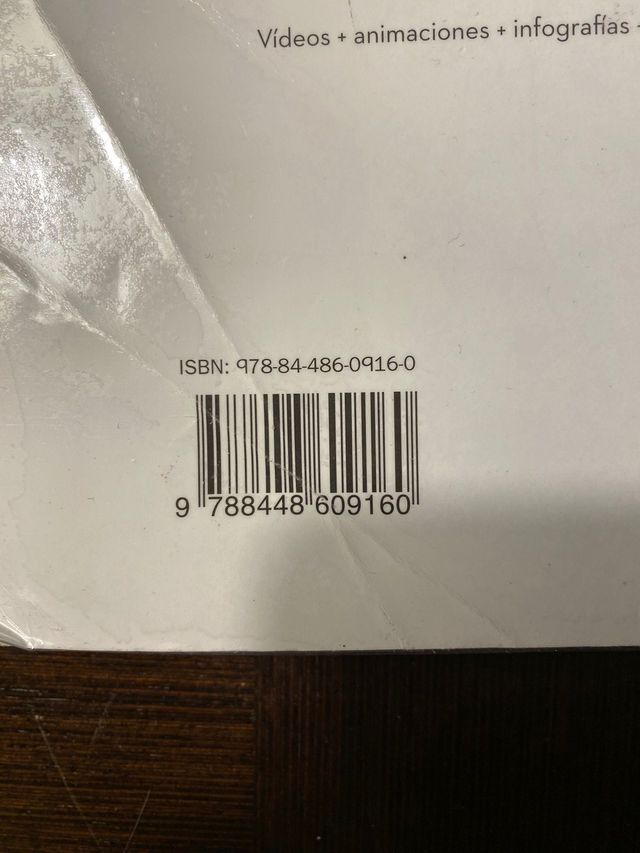 Vídeos + animaciones + infografías
ISBN: 978-84-486-0916-0
9 788448 609160